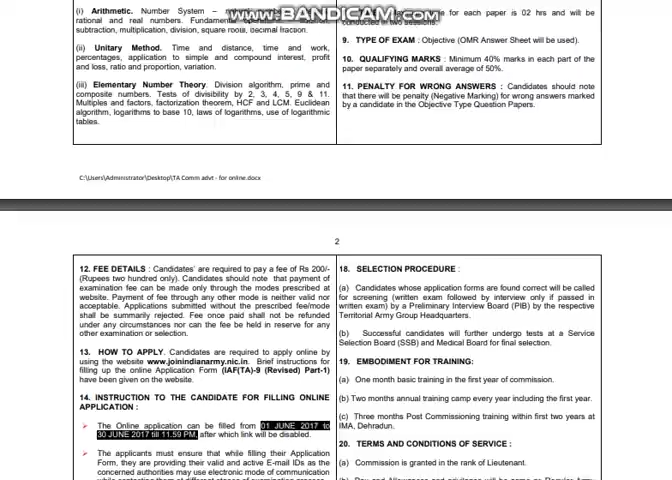 www.BANDICAM.com
(i) Arithmetic. Number System –
rational and real numbers.
subtraction, multiplication, division, square roots, decimal fraction.
(ii) Unitary Method. Time and distance, time and work,
percentages, application to simple and compound interest, profit
and loss, ratio and proportion, variation.
(iii) Elementary Number Theory. Division algorithm, prime and
composite numbers. Tests of divisibility by 2, 3, 4, 5, 9 & 11.
Multiples and factors, factorization theorem, HCF and LCM. Euclidean
algorithm, logarithms to base 10, laws of logarithms, use of logarithmic
tables.
for each paper is 02 hrs and will be
conducted in two sessions.
9. TYPE OF EXAM : Objective (OMR Answer Sheet will be used).
10. QUALIFYING MARKS : Minimum 40% marks in each part of the
paper separately and overall average of 50%.
11. PENALTY FOR WRONG ANSWERS : Candidates should note
that there will be penalty (Negative Marking) for wrong answers marked
by a candidate in the Objective Type Question Papers.
C:\Users\Administrator\Desktop\TA Comm advt - for online.docx
2
12. FEE DETAILS : Candidates' are required to pay a fee of Rs 200/-
(Rupees two hundred only). Candidates should note that payment of
examination fee can be made only through the modes prescribed at
website. Payment of fee through any other mode is neither valid nor
acceptable. Applications submitted without the prescribed fee/mode
shall be summarily rejected. Fee once paid shall not be refunded
under any circumstances nor can the fee be held in reserve for any
other examination or selection.
13. HOW TO APPLY. Candidates are required to apply online by
using the website www.joinindianarmy.nic.in. Brief instructions for
filling up the online Application Form (IAF(TA)-9 (Revised) Part-1)
have been given on the website.
14. INSTRUCTION TO THE CANDIDATE FOR FILLING ONLINE
APPLICATION :
➢ The Online application can be filled from 01 JUNE 2017 to
30 JUNE 2017 till 11.59 PM, after which link will be disabled.
➢ The applicants must ensure that while filling their Application
Form, they are providing their valid and active E-mail IDs as the
concerned authorities may use electronic mode of communication
while contacting them at different stages of examination process.
18. SELECTION PROCEDURE :
(a) Candidates whose application forms are found correct will be called
for screening (written exam followed by interview only if passed in
written exam) by a Preliminary Interview Board (PIB) by the respective
Territorial Army Group Headquarters.
(b) Successful candidates will further undergo tests at a Service
Selection Board (SSB) and Medical Board for final selection.
19. EMBODIMENT FOR TRAINING:
(a) One month basic training in the first year of commission.
(b) Two months annual training camp every year including the first year.
(c) Three months Post Commissioning training within first two years at
IMA, Dehradun.
20. TERMS AND CONDITIONS OF SERVICE :
(a) Commission is granted in the rank of Lieutenant.
(b) Pay and Allowances and privileges will be same as Regular Army